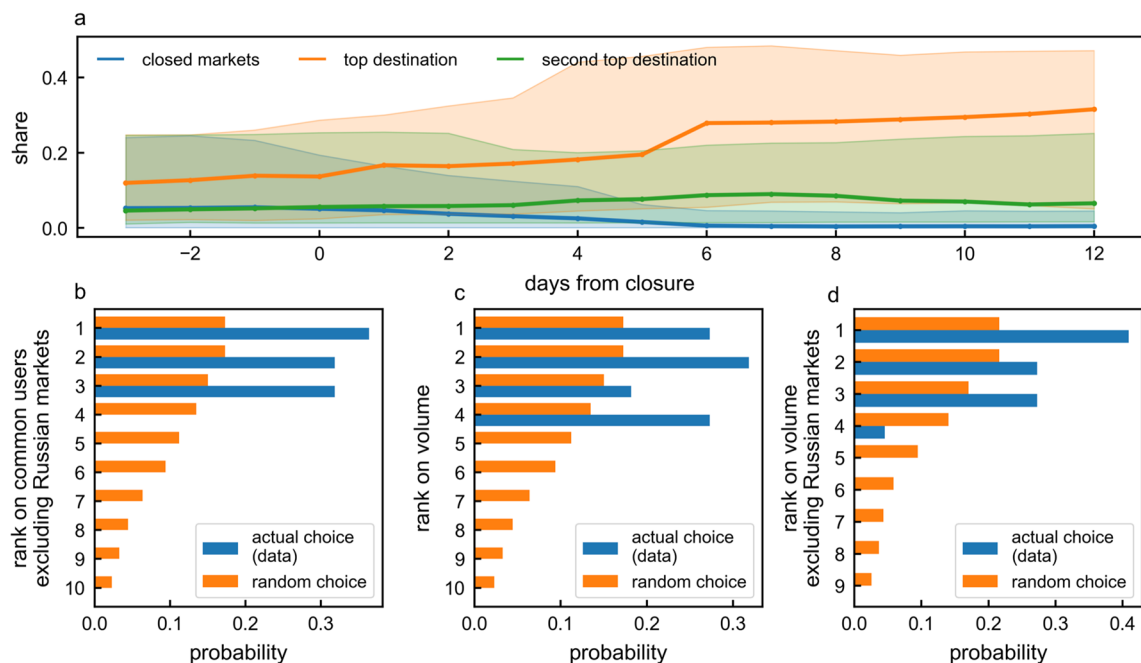 a
closed markets
top destination
second top destination
share
0.4
0.2
0.0
−2
0
2
4
6
8
10
12
days from closure
b
rank on common users
excluding Russian markets
1
2
3
4
5
6
7
8
9
10
actual choice
(data)
random choice
0.0
0.1
0.2
0.3
probability
c
rank on volume
1
2
3
4
5
6
7
8
9
10
actual choice
(data)
random choice
0.0
0.1
0.2
0.3
probability
d
rank on volume
excluding Russian markets
1
2
3
4
5
6
7
8
9
actual choice
(data)
random choice
0.0
0.1
0.2
0.3
0.4
probability